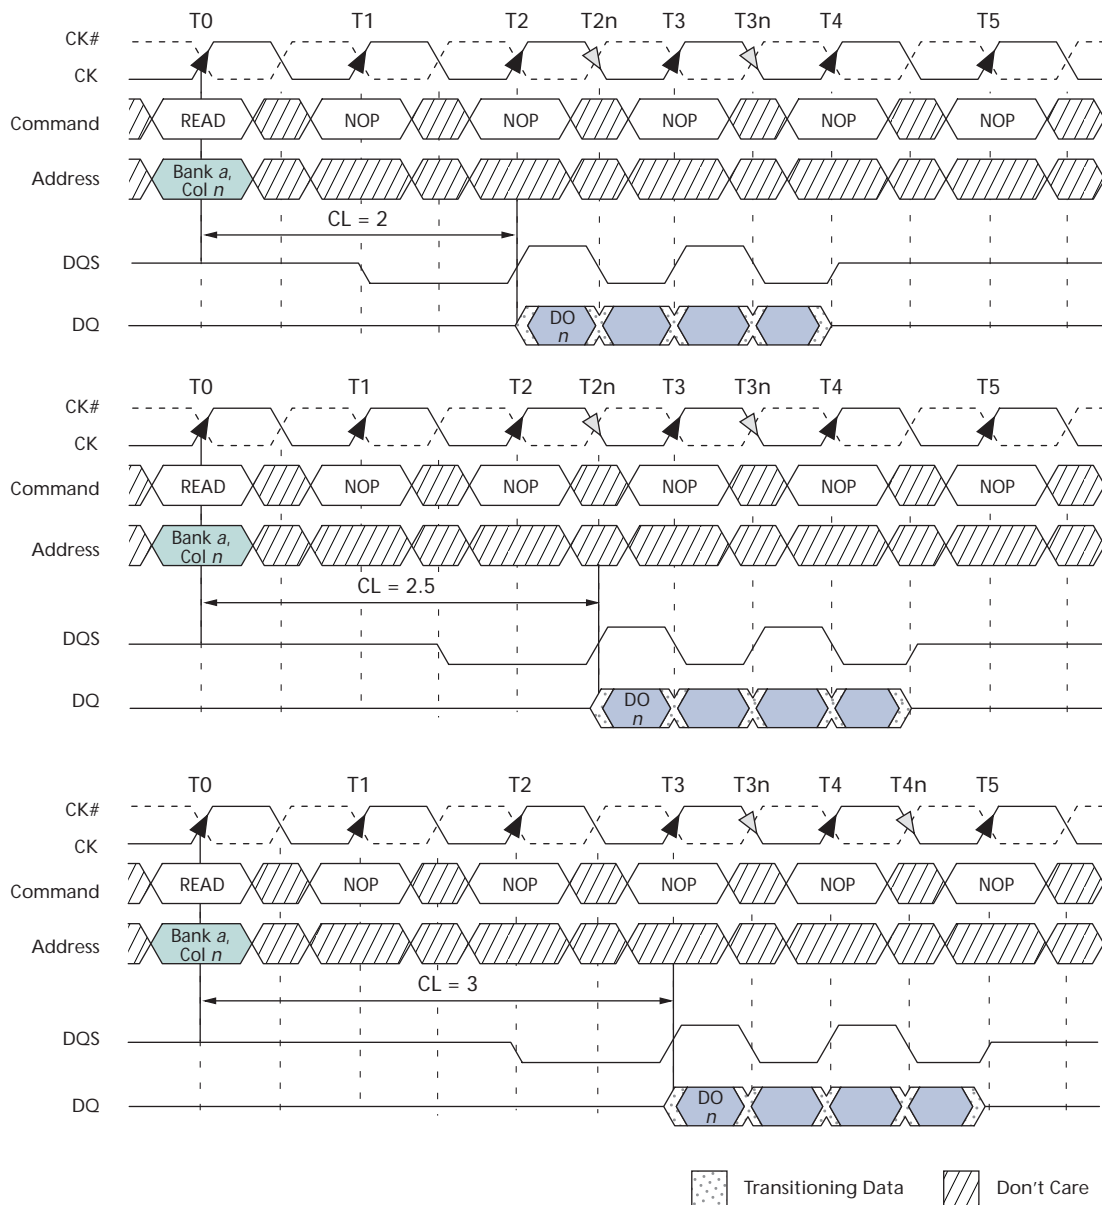 T0 T1 T2 T2n T3 T3n T4 T5
CK#
CK
Command READ NOP NOP NOP NOP NOP
Address Bank a,
Col n
CL = 2
DQS
DQ DO
n
T0 T1 T2 T2n T3 T3n T4 T5
CK#
CK
Command READ NOP NOP NOP NOP NOP
Address Bank a,
Col n
CL = 2.5
DQS
DQ DO
n
T0 T1 T2 T3 T3n T4 T4n T5
CK#
CK
Command READ NOP NOP NOP NOP NOP
Address Bank a,
Col n
CL = 3
DQS
DQ DO
n
Transitioning Data Don't Care